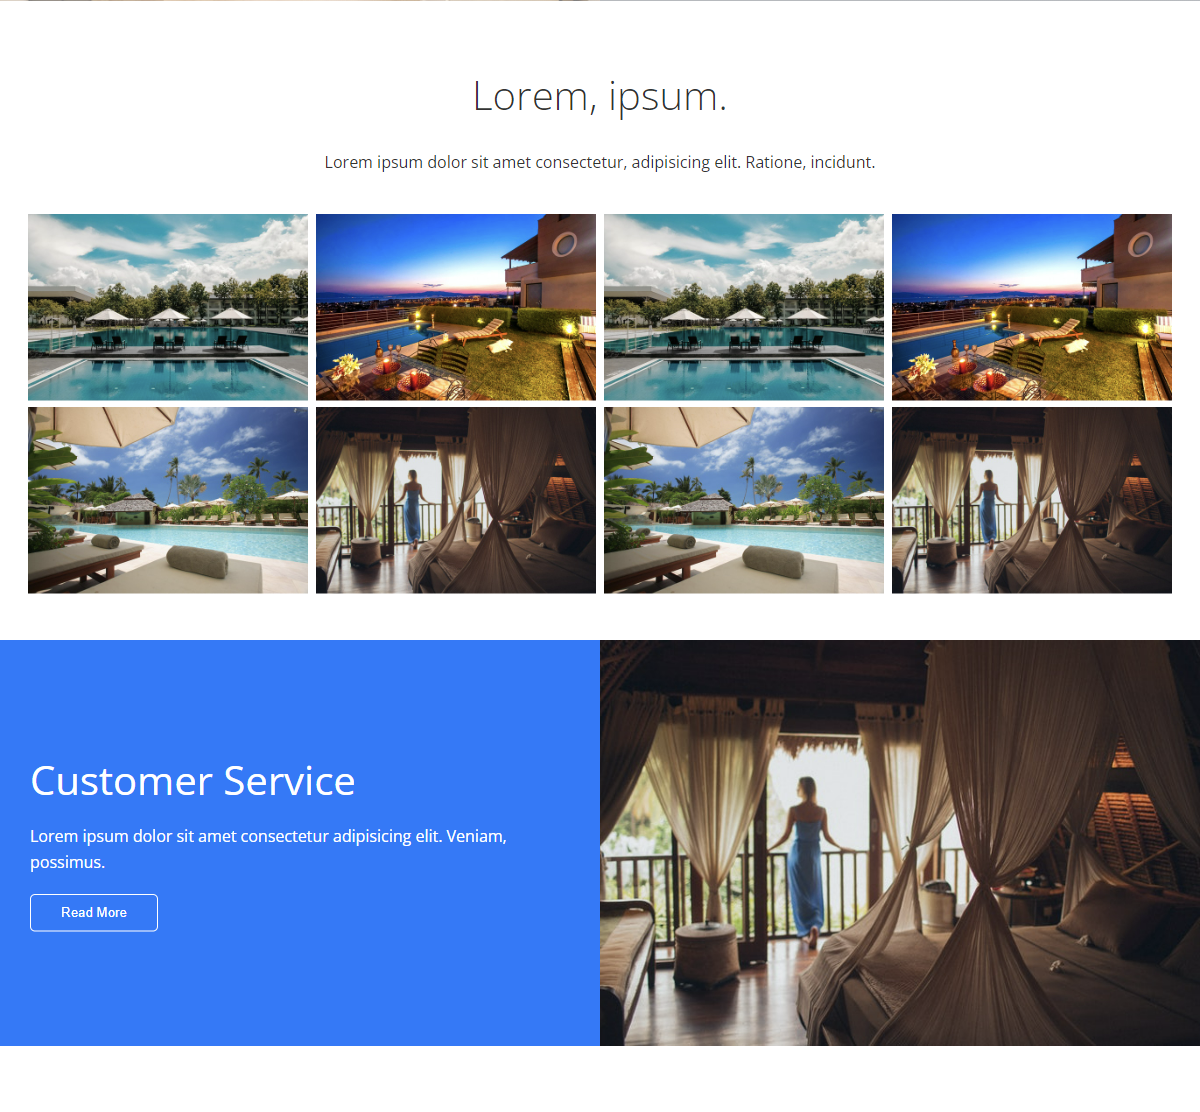 Lorem, ipsum.
Lorem ipsum dolor sit amet consectetur, adipisicing elit. Ratione, incidunt.
Customer Service
Lorem ipsum dolor sit amet consectetur adipisicing elit. Veniam,
possimus.
Read More